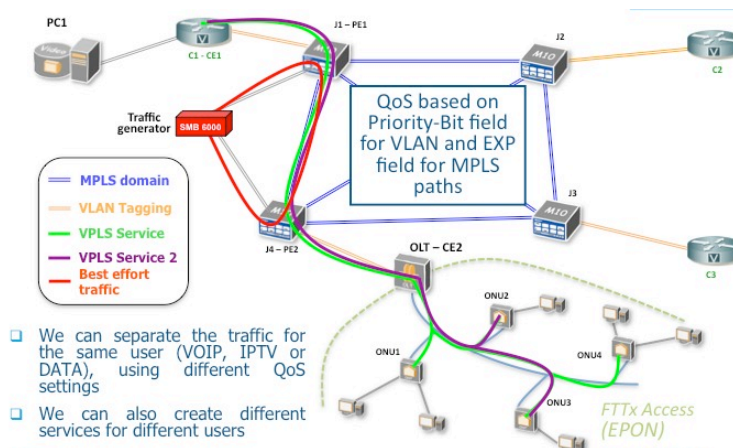 PC1
J1 – PE1
J2
Video
V
C1 - CE1
M10
V
C2
Traffic
generator
SMB 6000
QoS based on
Priority-Bit field
for VLAN and EXP
field for MPLS
paths
MPLS domain
VLAN Tagging
VPLS Service
VPLS Service 2
Best effort
traffic
J3
M10
J4 – PE2
V
C3
OLT – CE2
ONU2
ONU1
ONU4
ONU3
FTTx Access
(EPON)
We can separate the traffic for
the same user (VOIP, IPTV or
DATA), using different QoS
settings
We can also create different
services for different users